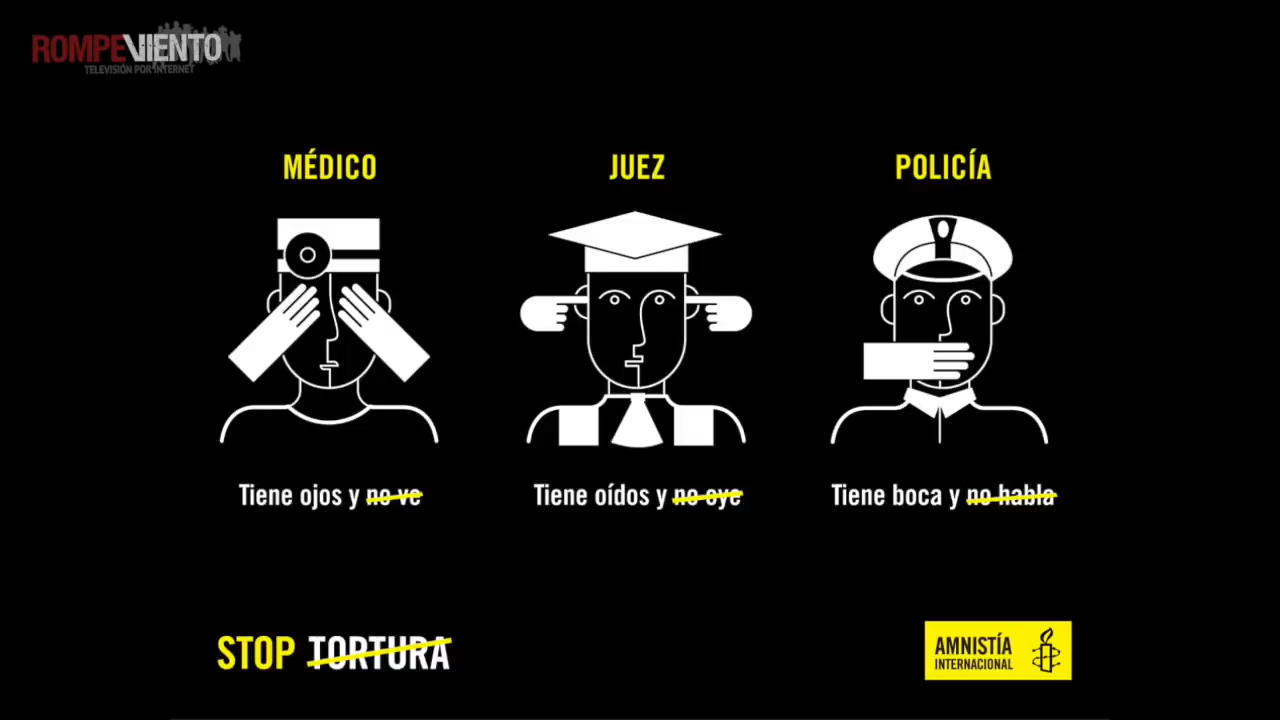 ROMPEVIENTO
TELEVISIÓN POR INTERNET
MÉDICO
JUEZ
POLICÍA
Tiene ojos y no ve
Tiene oídos y no oye
Tiene boca y no habla
STOP TORTURA
AMNISTÍA
INTERNACIONAL